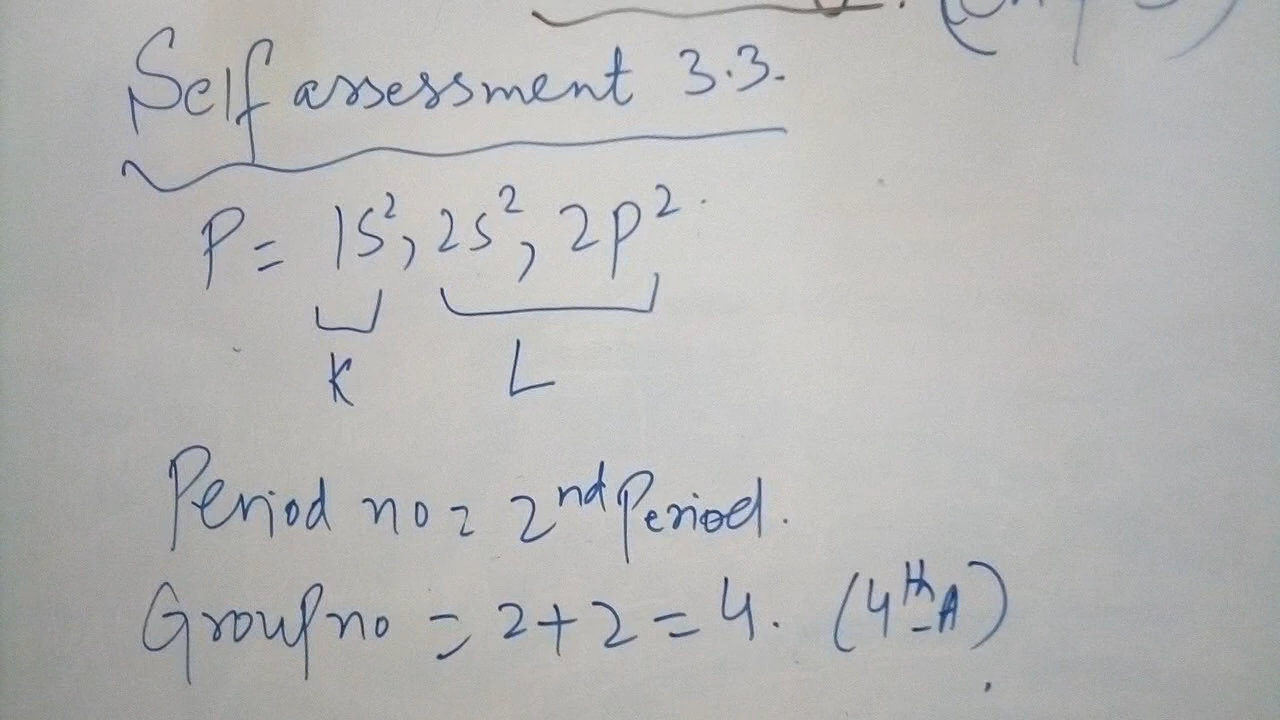 Self assessment 3.3.
P = 1S², 2s², 2p².
K L
Period no = 2nd Period.
Group no = 2+2 = 4. (4th A)